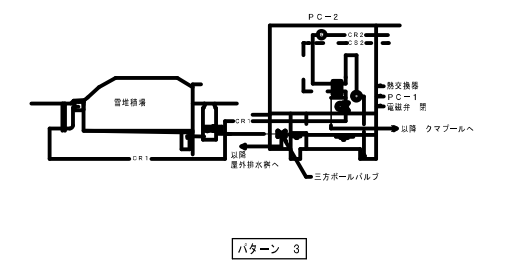 PC-2
CR2
CS2
熱交換器
PC-1
電磁弁 閉
雪堆積場
CR1
以降 クマプールへ
以降
屋外排水桝へ
CR1
三方ボールバルブ
パターン 3